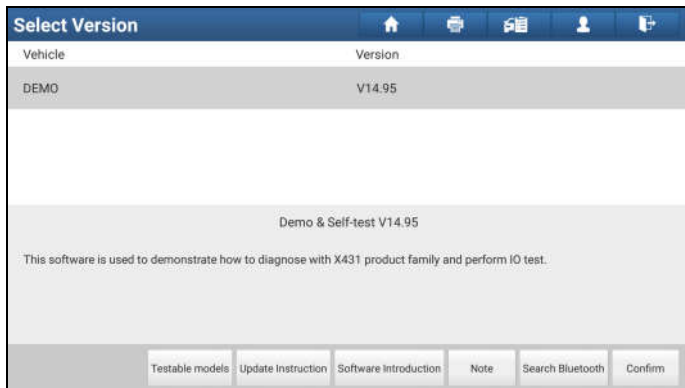 Select Version
Vehicle Version
DEMO V14.95
Demo & Self-test V14.95
This software is used to demonstrate how to diagnose with X431 product family and perform IO test.
Testable models Update Instruction Software Introduction Note Search Bluetooth Confirm